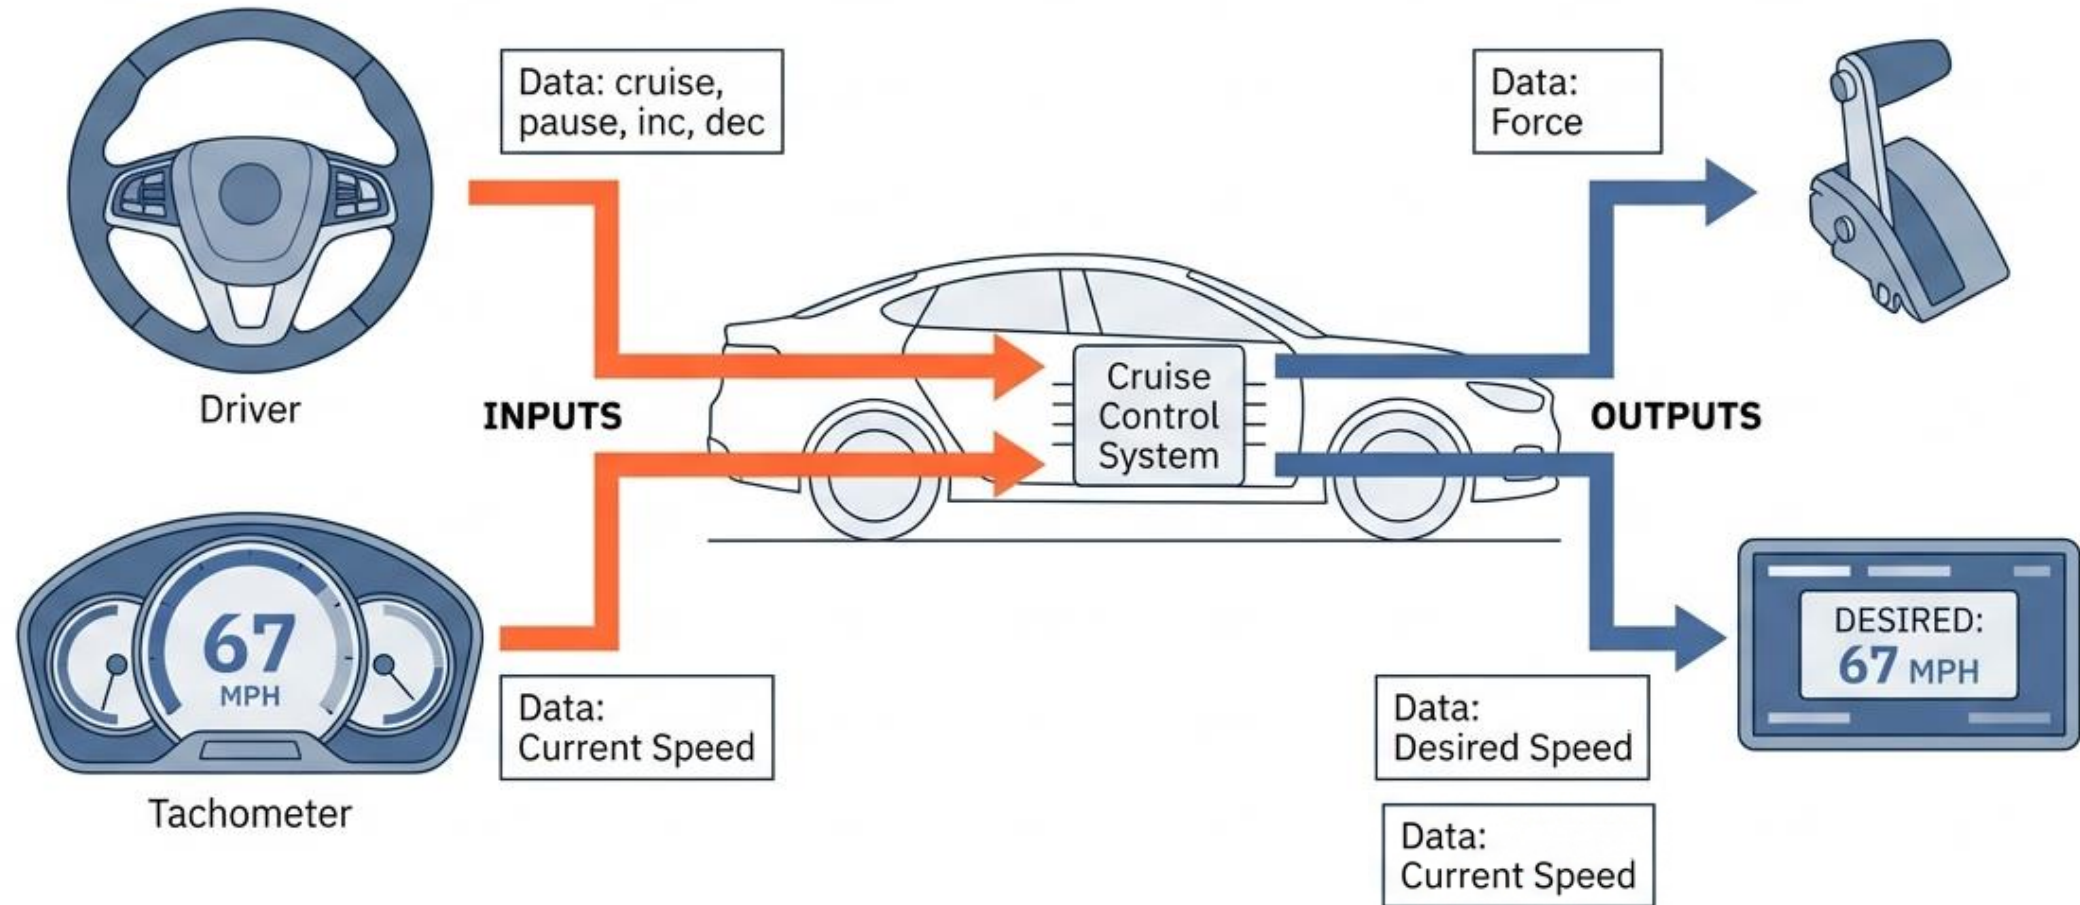 Data: cruise,
pause, inc, dec
Driver
INPUTS
67
MPH
Data:
Current Speed
Tachometer
Cruise
Control
System
Data:
Force
OUTPUTS
DESIRED:
67 MPH
Data:
Desired Speed
Data:
Current Speed